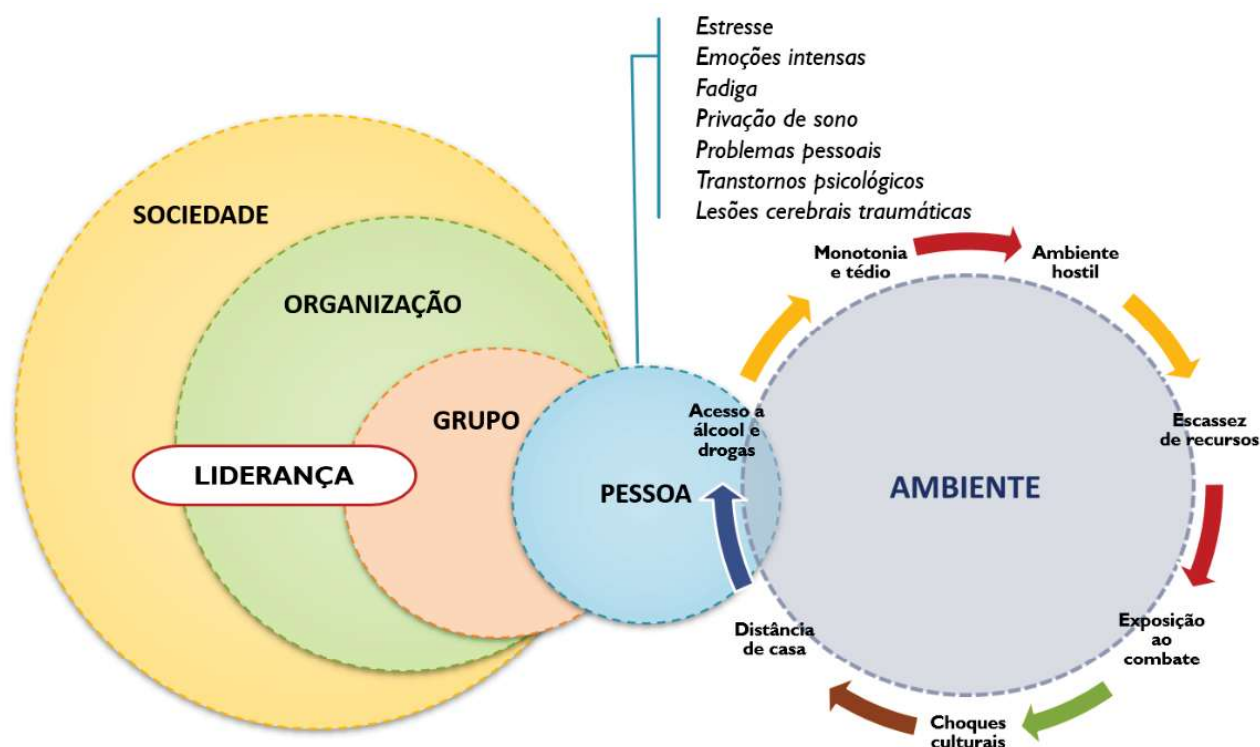 Estresse
Emoções intensas
Fadiga
Privação de sono
Problemas pessoais
Transtornos psicológicos
Lesões cerebrais traumáticas
SOCIEDADE
ORGANIZAÇÃO
GRUPO
LIDERANÇA
PESSOA
AMBIENTE
Monotonia
e tédio
Ambiente
hostil
Escassez
de recursos
Exposição
ao
combate
Choques
culturais
Distância
de casa
Acesso a
álcool e
drogas